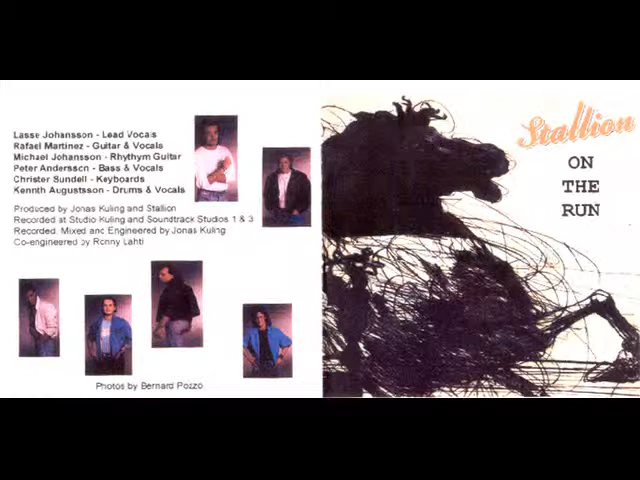 Lasse Johansson - Lead Vocals
Rafael Martinez - Guitar & Vocals
Michael Johansson - Rhythym Guitar
Peter Andersson - Bass & Vocals
Christer Sundell - Keyboards
Kennth Augustsson - Drums & Vocals
Produced by Jonas Kuling and Stallion
Recorded at Studio Kuling and Soundtrack Studios 1 & 3
Recorded, Mixed and Engineered by Jonas Kuling
Co-engineered by Ronny Lahti
Photos by Bernard Pozzo
Stallion
ON
THE
RUN